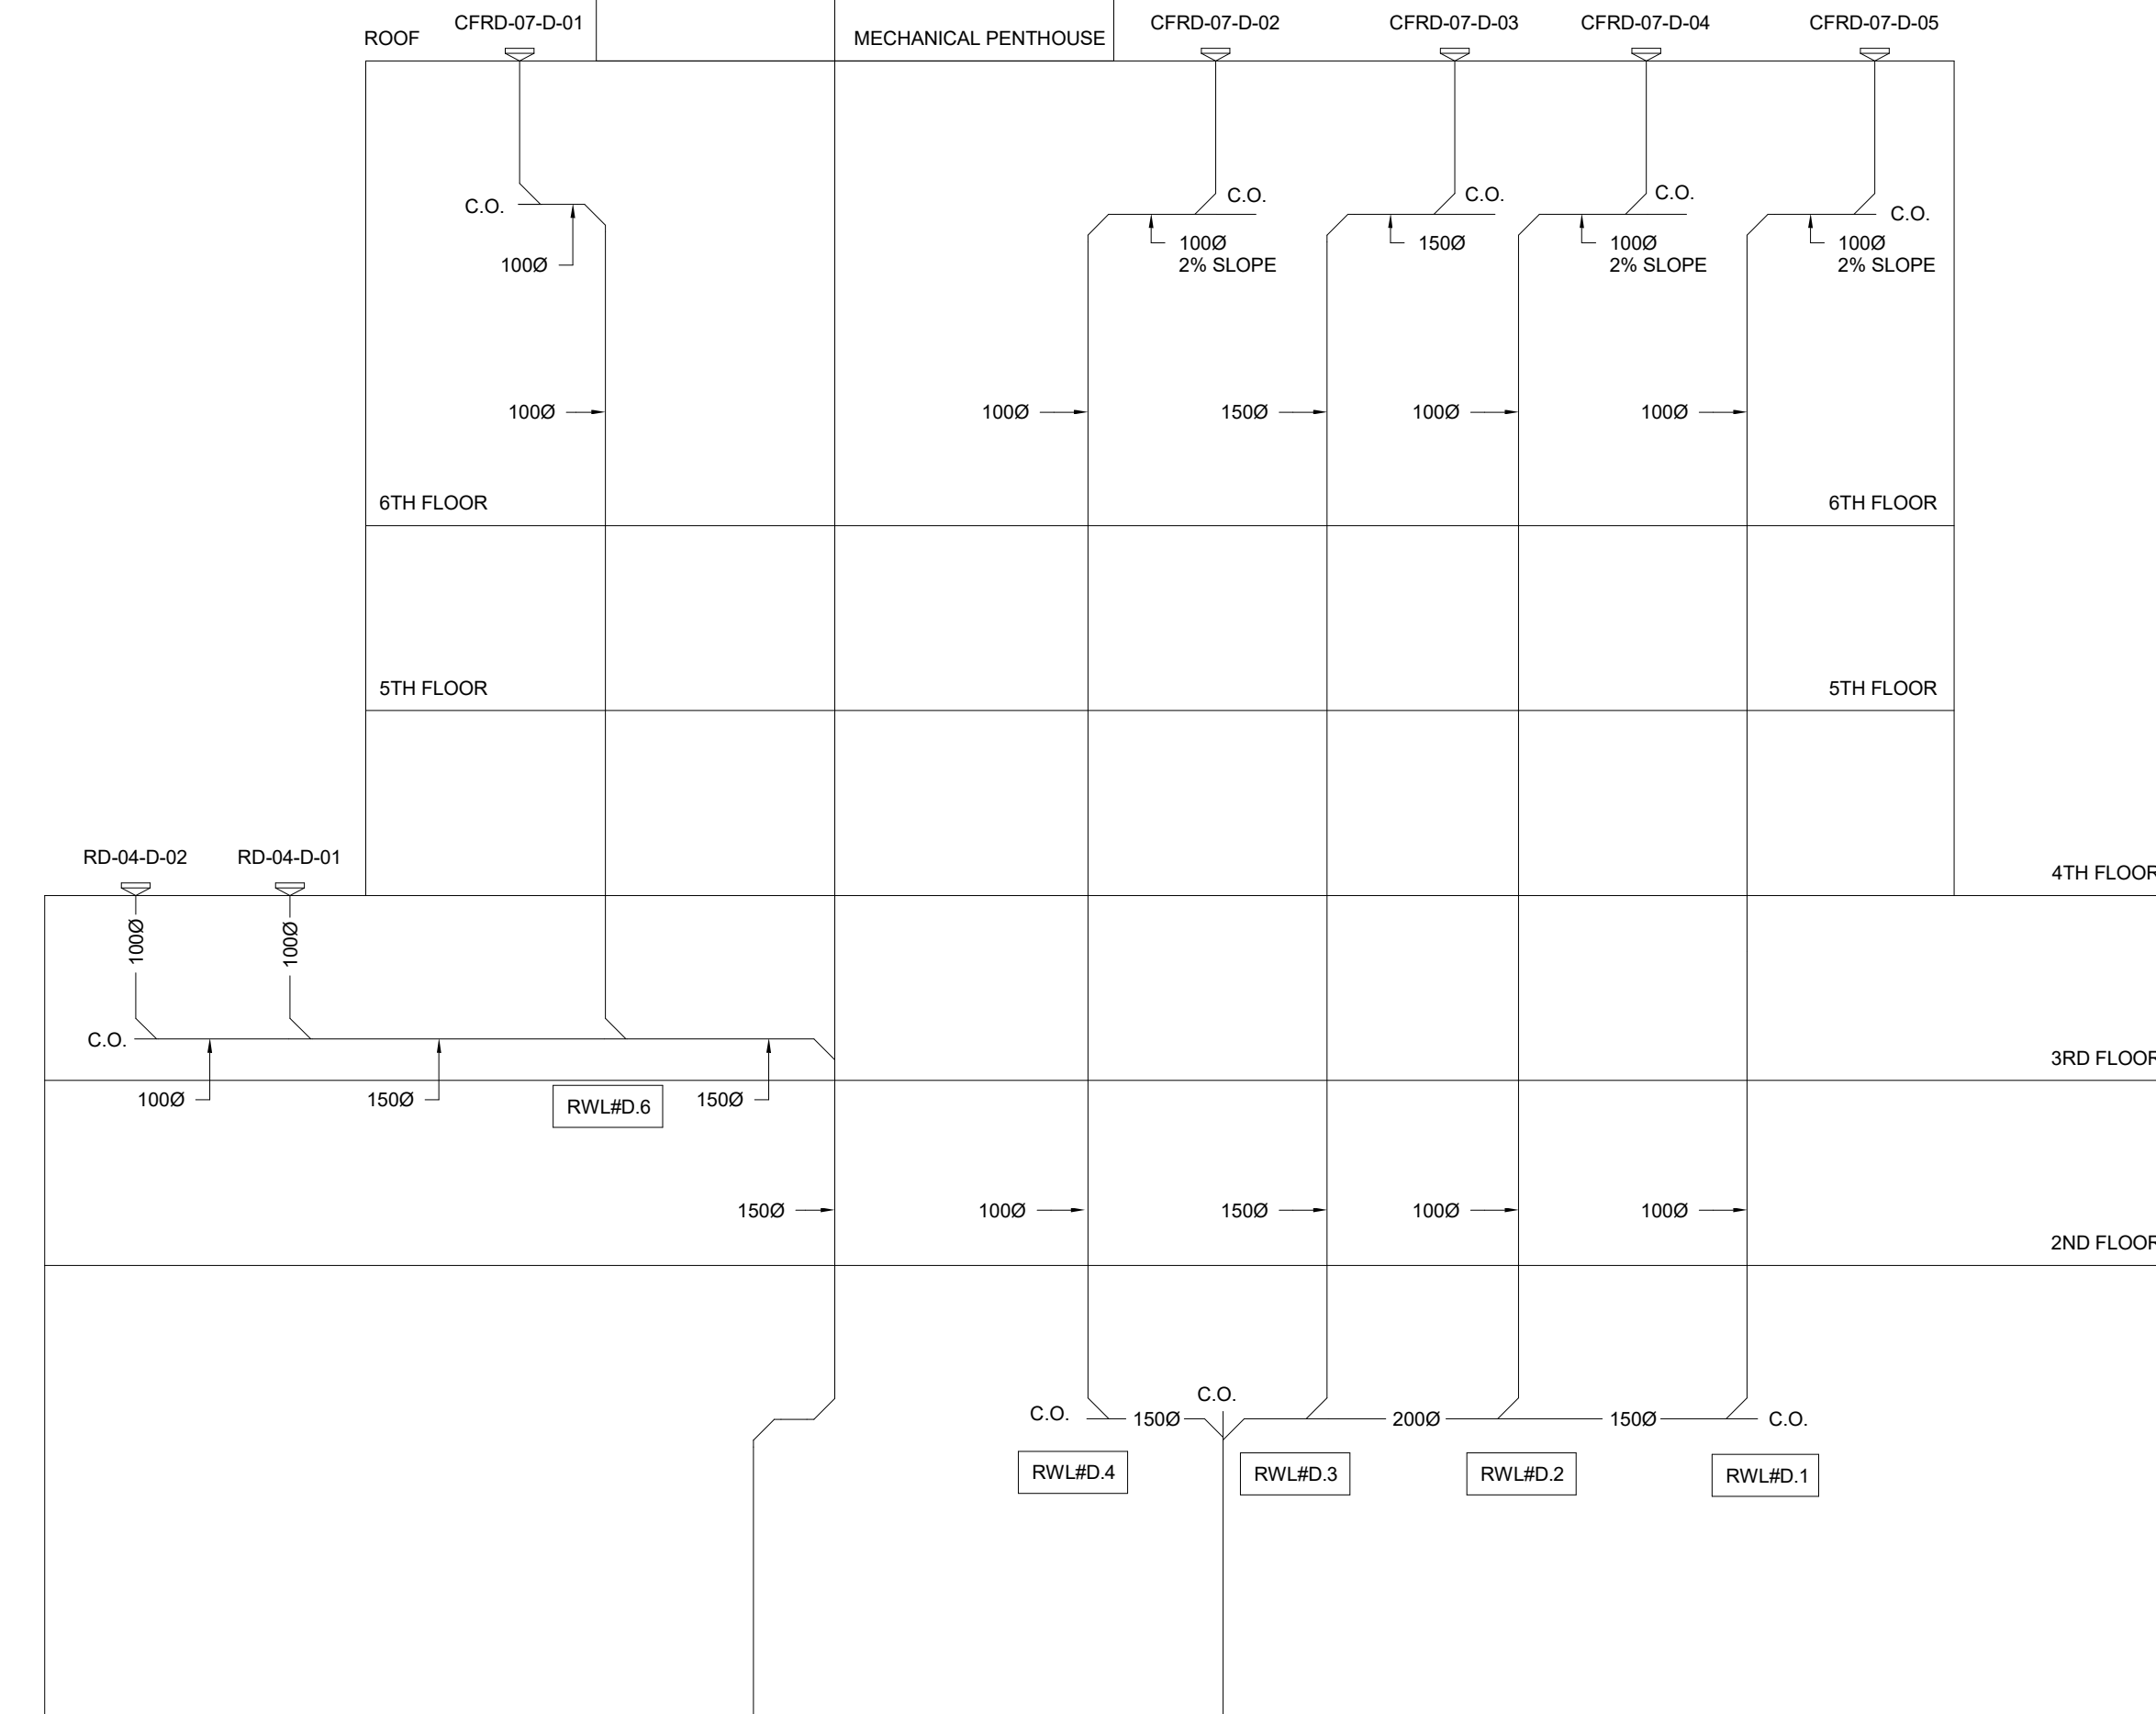 CFRD-07-D-01
CFRD-07-D-02
CFRD-07-D-03
CFRD-07-D-04
CFRD-07-D-05
ROOF
MECHANICAL PENTHOUSE
C.O.
C.O.
C.O.
C.O.
C.O.
100Ø
100Ø
2% SLOPE
150Ø
100Ø
2% SLOPE
100Ø
2% SLOPE
100Ø
100Ø
150Ø
100Ø
100Ø
6TH FLOOR
6TH FLOOR
5TH FLOOR
5TH FLOOR
RD-04-D-02
RD-04-D-01
4TH FLOOR
100Ø
100Ø
C.O.
3RD FLOOR
100Ø
150Ø
RWL#D.6
150Ø
150Ø
100Ø
150Ø
100Ø
100Ø
2ND FLOOR
C.O.
C.O.
150Ø
200Ø
150Ø
C.O.
RWL#D.4
RWL#D.3
RWL#D.2
RWL#D.1